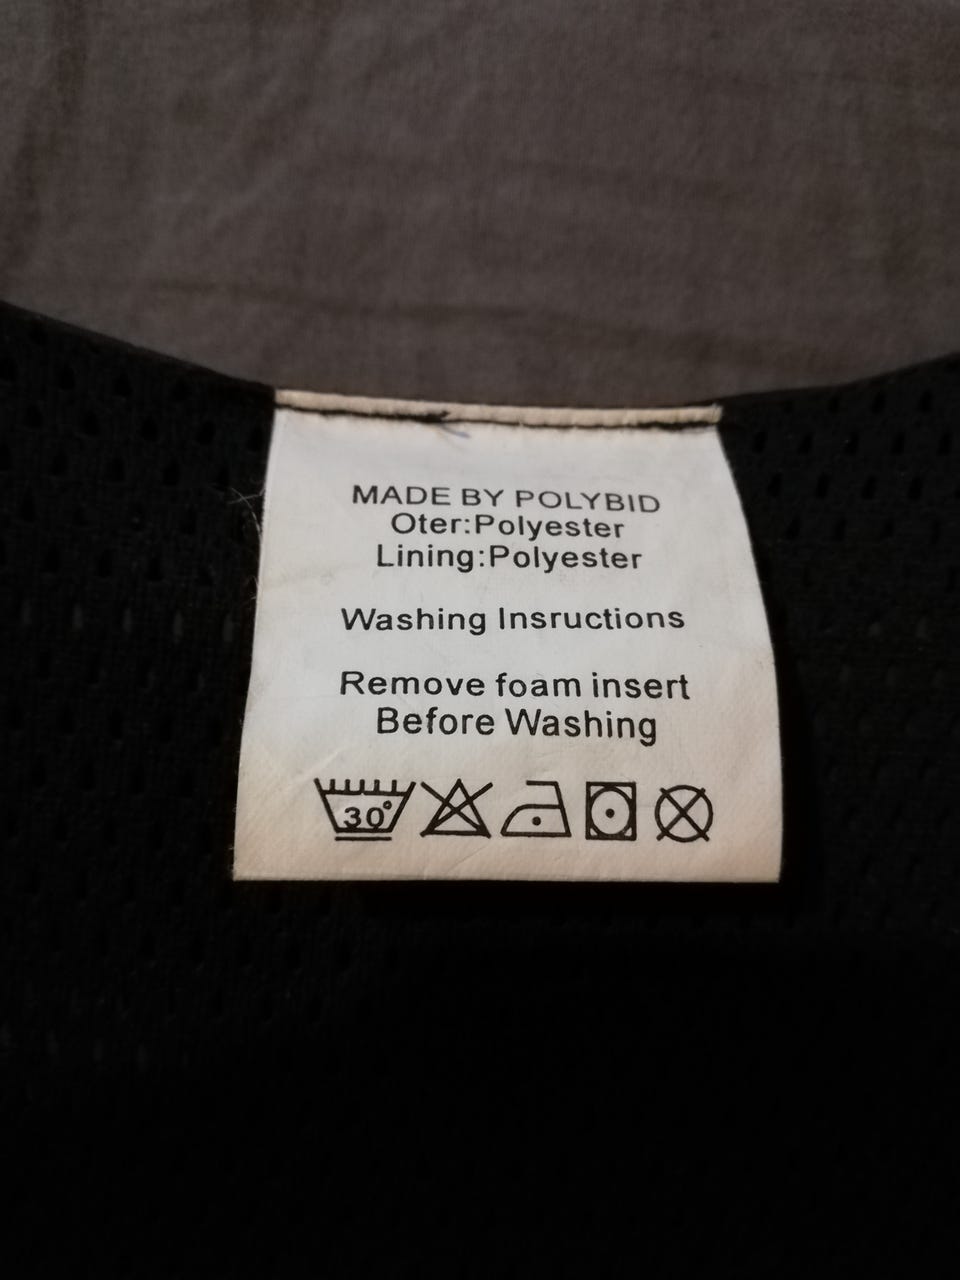 MADE BY POLYBID
Oter:Polyester
Lining:Polyester
Washing Insructions
Remove foam insert
Before Washing
30°